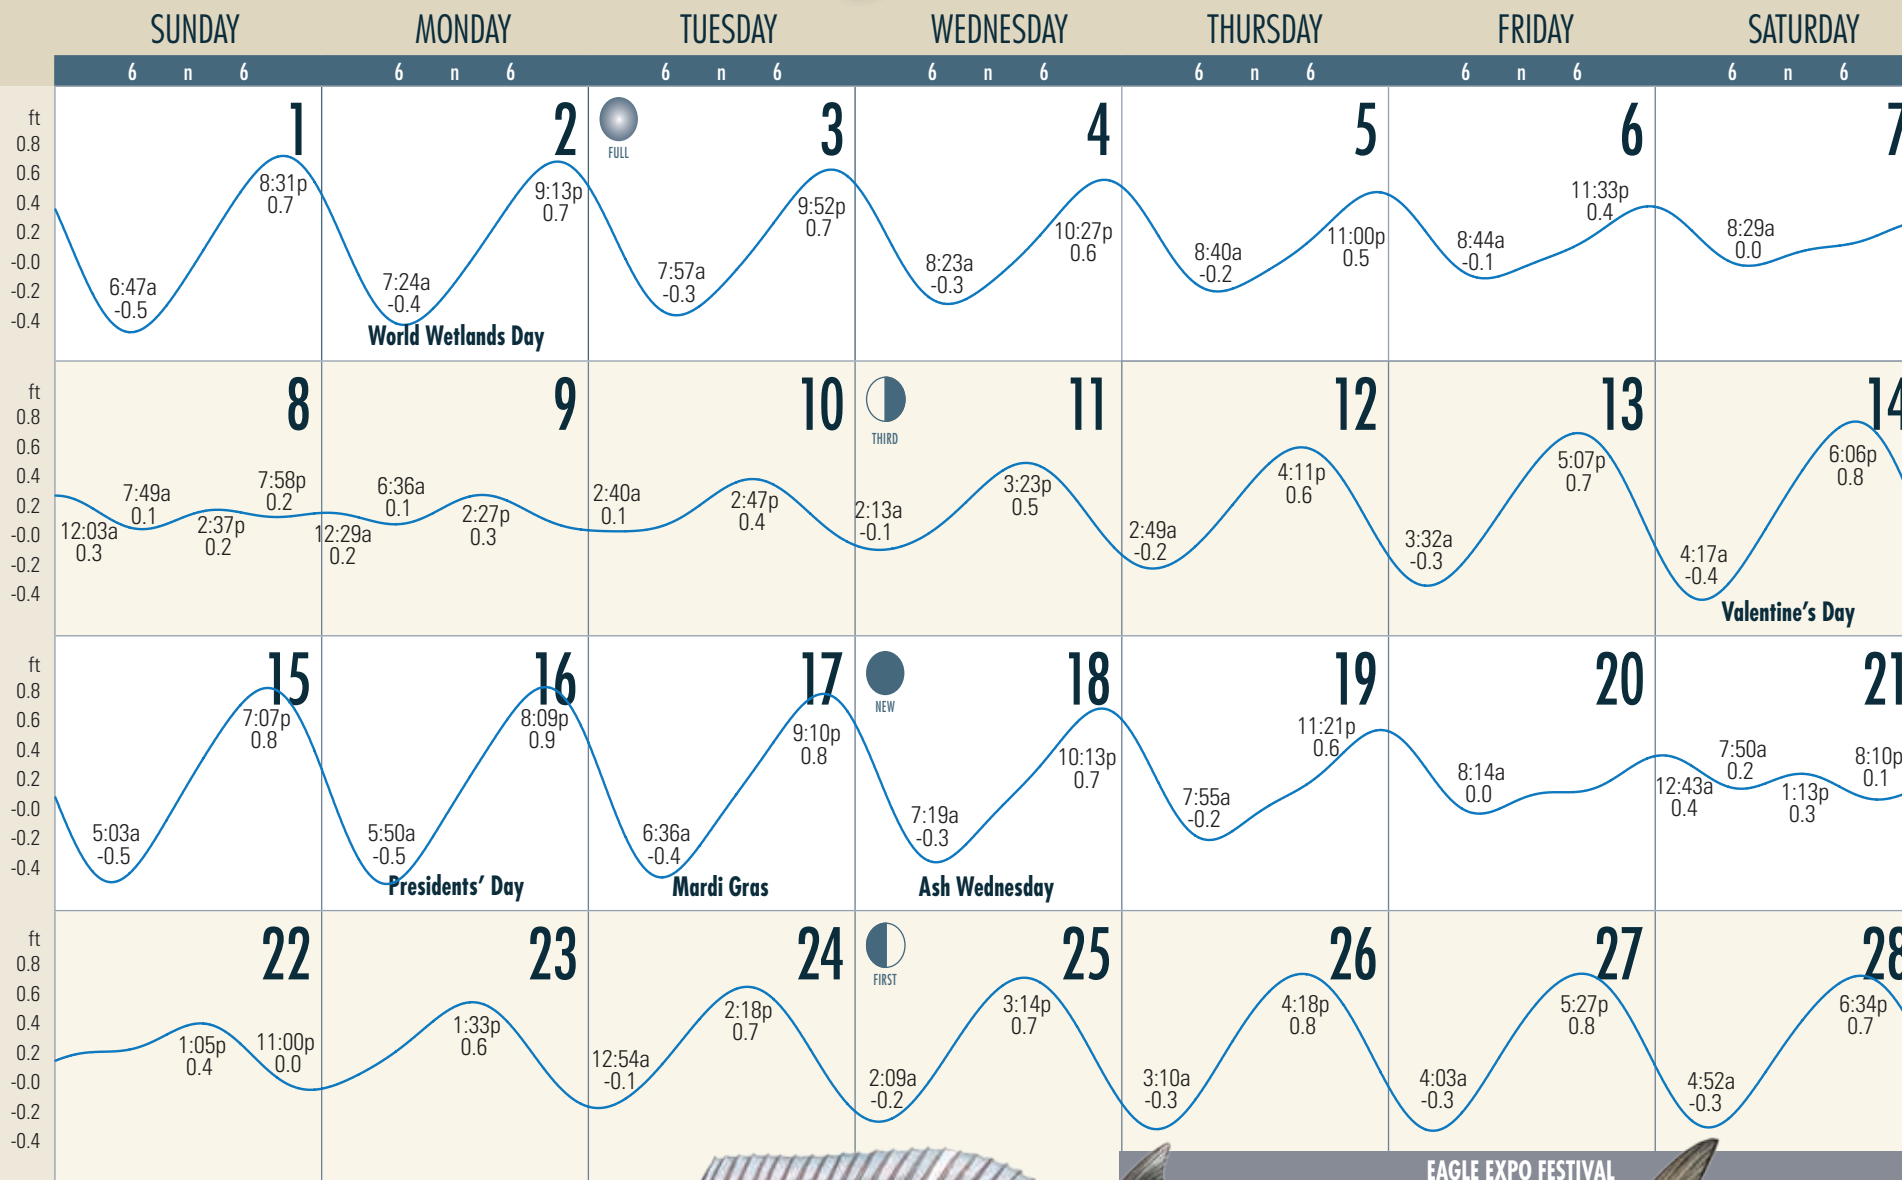 SUNDAY MONDAY TUESDAY WEDNESDAY THURSDAY FRIDAY SATURDAY
6 n 6 6 n 6 6 n 6 6 n 6 6 n 6 6 n 6 6 n 6
ft
0.8
0.6
0.4
0.2
-0.0
-0.2
-0.4
1
8:31p
0.7
6:47a
-0.5
2
9:13p
0.7
7:24a
-0.4
World Wetlands Day
FULL
3
9:52p
0.7
7:57a
-0.3
4
10:27p
0.6
8:23a
-0.3
5
11:00p
0.5
8:40a
-0.2
6
11:33p
0.4
8:44a
-0.1
7
8:29a
0.0
ft
0.8
0.6
0.4
0.2
-0.0
-0.2
-0.4
8
12:03a
0.3
7:49a
0.1
2:37p
0.2
7:58p
0.2
9
12:29a
0.2
6:36a
0.1
2:27p
0.3
10
2:40a
0.1
2:47p
0.4
THIRD
11
2:13a
-0.1
3:23p
0.5
12
2:49a
-0.2
4:11p
0.6
13
3:32a
-0.3
5:07p
0.7
14
4:17a
-0.4
6:06p
0.8
Valentine's Day
ft
0.8
0.6
0.4
0.2
-0.0
-0.2
-0.4
15
7:07p
0.8
5:03a
-0.5
16
8:09p
0.9
5:50a
-0.5
Presidents' Day
17
9:10p
0.8
6:36a
-0.4
Mardi Gras
NEW
18
10:13p
0.7
7:19a
-0.3
Ash Wednesday
19
11:21p
0.6
7:55a
-0.2
20
8:14a
0.0
21
12:43a
0.4
7:50a
0.2
1:13p
0.3
8:10p
0.1
ft
0.8
0.6
0.4
0.2
-0.0
-0.2
-0.4
22
1:05p
0.4
11:00p
0.0
23
1:33p
0.6
24
2:18p
0.7
12:54a
-0.1
FIRST
25
3:14p
0.7
2:09a
-0.2
26
4:18p
0.8
3:10a
-0.3
27
5:27p
0.8
4:03a
-0.3
28
6:34p
0.7
4:52a
-0.3
EAGLE EXPO FESTIVAL